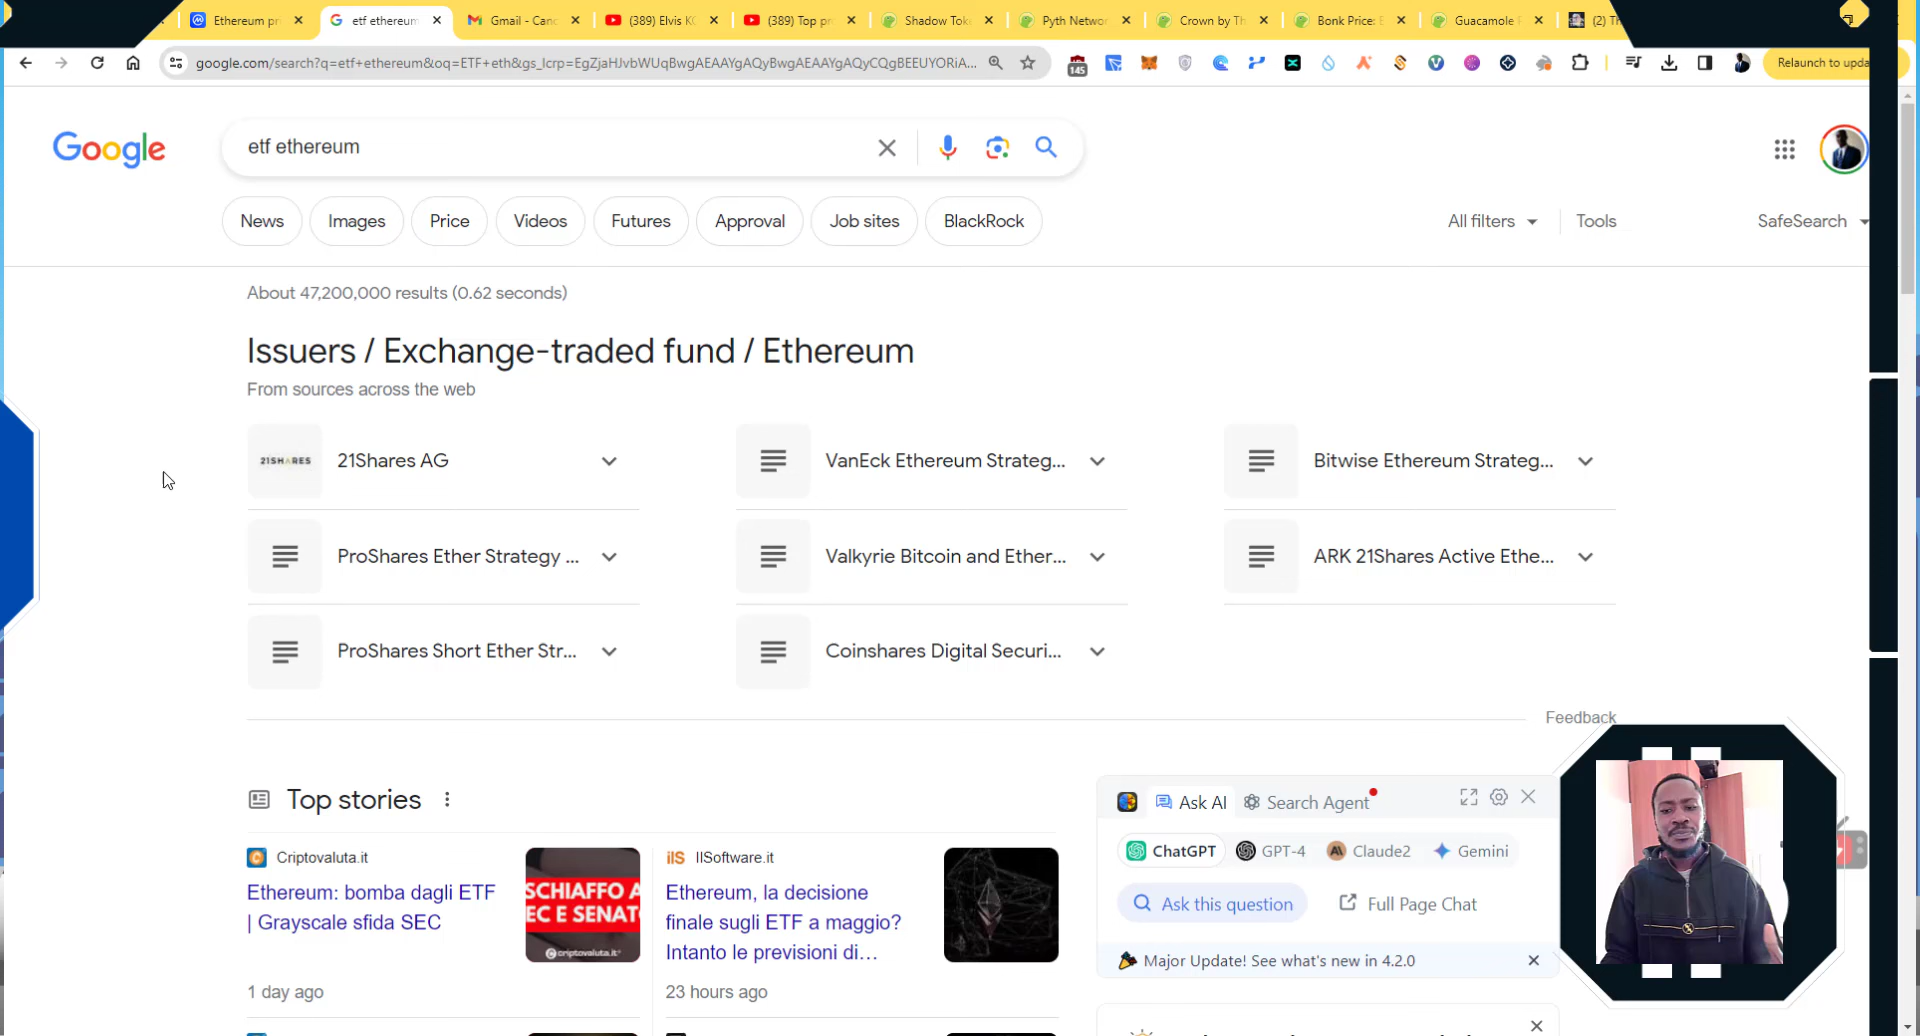 Ethereum pri
etf ethereum
Gmail - Canc
(389) Elvis KC
(389) Top pr
Shadow Tok
Pyth Networ
Crown by Th
Bonk Price:
Guacamole
(2) Th
google.com/search?q=etf+ethereum&oq=ETF+eth&gs_lcrp=EgZjaHJvbWUqBwgAEAAYgAQyBwgAEAAYgAQyCQgBEEUYORiA...
145
Relaunch to upda
Google
etf ethereum
News
Images
Price
Videos
Futures
Approval
Job sites
BlackRock
All filters
Tools
SafeSearch
About 47,200,000 results (0.62 seconds)
Issuers / Exchange-traded fund / Ethereum
From sources across the web
21SHARES
21Shares AG
VanEck Ethereum Strateg...
Bitwise Ethereum Strateg...
ProShares Ether Strategy ...
Valkyrie Bitcoin and Ether...
ARK 21Shares Active Ethe...
ProShares Short Ether Str...
Coinshares Digital Securi...
Feedback
Top stories
Criptovaluta.it
Ethereum: bomba dagli ETF
| Grayscale sfida SEC
SCHIAFFO A
EC E SENAT
criptovaluta.it
1 day ago
ilS
IlSoftware.it
Ethereum, la decisione
finale sugli ETF a maggio?
Intanto le previsioni di...
23 hours ago
Ask AI
Search Agent
ChatGPT
GPT-4
Claude2
Gemini
Ask this question
Full Page Chat
Major Update! See what's new in 4.2.0